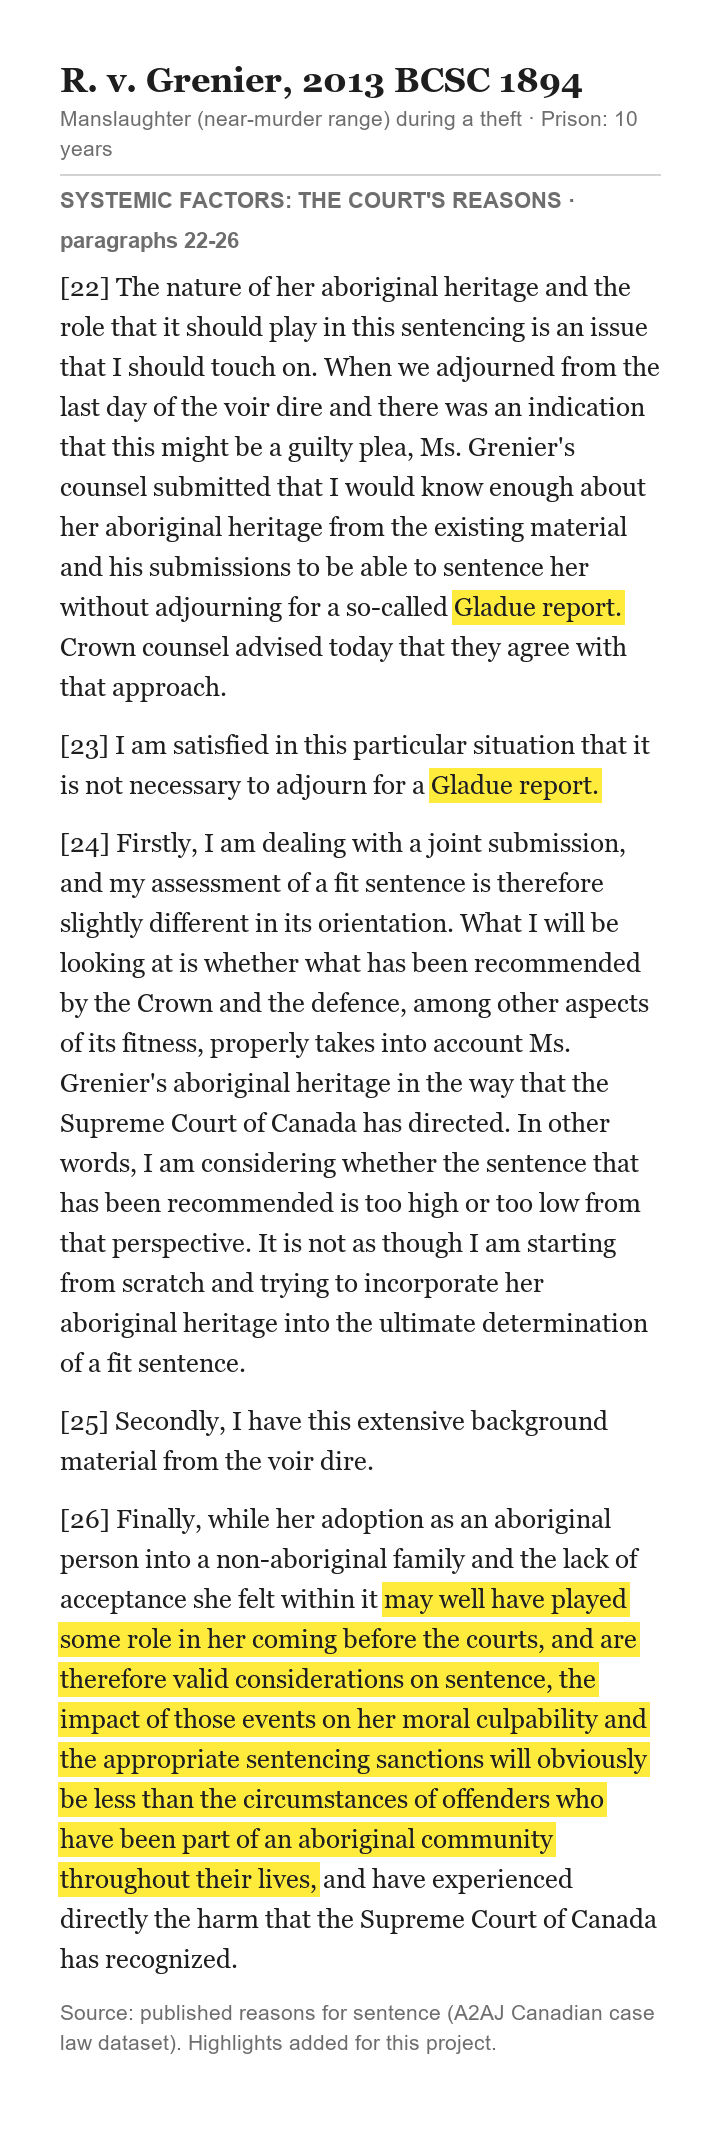 R. v. Grenier, 2013 BCSC 1894
Manslaughter (near-murder range) during a theft · Prison: 10
years
SYSTEMIC FACTORS: THE COURT'S REASONS ·
paragraphs 22-26
[22] The nature of her aboriginal heritage and the
role that it should play in this sentencing is an issue
that I should touch on. When we adjourned from the
last day of the voir dire and there was an indication
that this might be a guilty plea, Ms. Grenier's
counsel submitted that I would know enough about
her aboriginal heritage from the existing material
and his submissions to be able to sentence her
without adjourning for a so-called Gladue report.
Crown counsel advised today that they agree with
that approach.
[23] I am satisfied in this particular situation that it
is not necessary to adjourn for a Gladue report.
[24] Firstly, I am dealing with a joint submission,
and my assessment of a fit sentence is therefore
slightly different in its orientation. What I will be
looking at is whether what has been recommended
by the Crown and the defence, among other aspects
of its fitness, properly takes into account Ms.
Grenier's aboriginal heritage in the way that the
Supreme Court of Canada has directed. In other
words, I am considering whether the sentence that
has been recommended is too high or too low from
that perspective. It is not as though I am starting
from scratch and trying to incorporate her
aboriginal heritage into the ultimate determination
of a fit sentence.
[25] Secondly, I have this extensive background
material from the voir dire.
[26] Finally, while her adoption as an aboriginal
person into a non-aboriginal family and the lack of
acceptance she felt within it may well have played
some role in her coming before the courts, and are
therefore valid considerations on sentence, the
impact of those events on her moral culpability and
the appropriate sentencing sanctions will obviously
be less than the circumstances of offenders who
have been part of an aboriginal community
throughout their lives, and have experienced
directly the harm that the Supreme Court of Canada
has recognized.
Source: published reasons for sentence (A2AJ Canadian case
law dataset). Highlights added for this project.